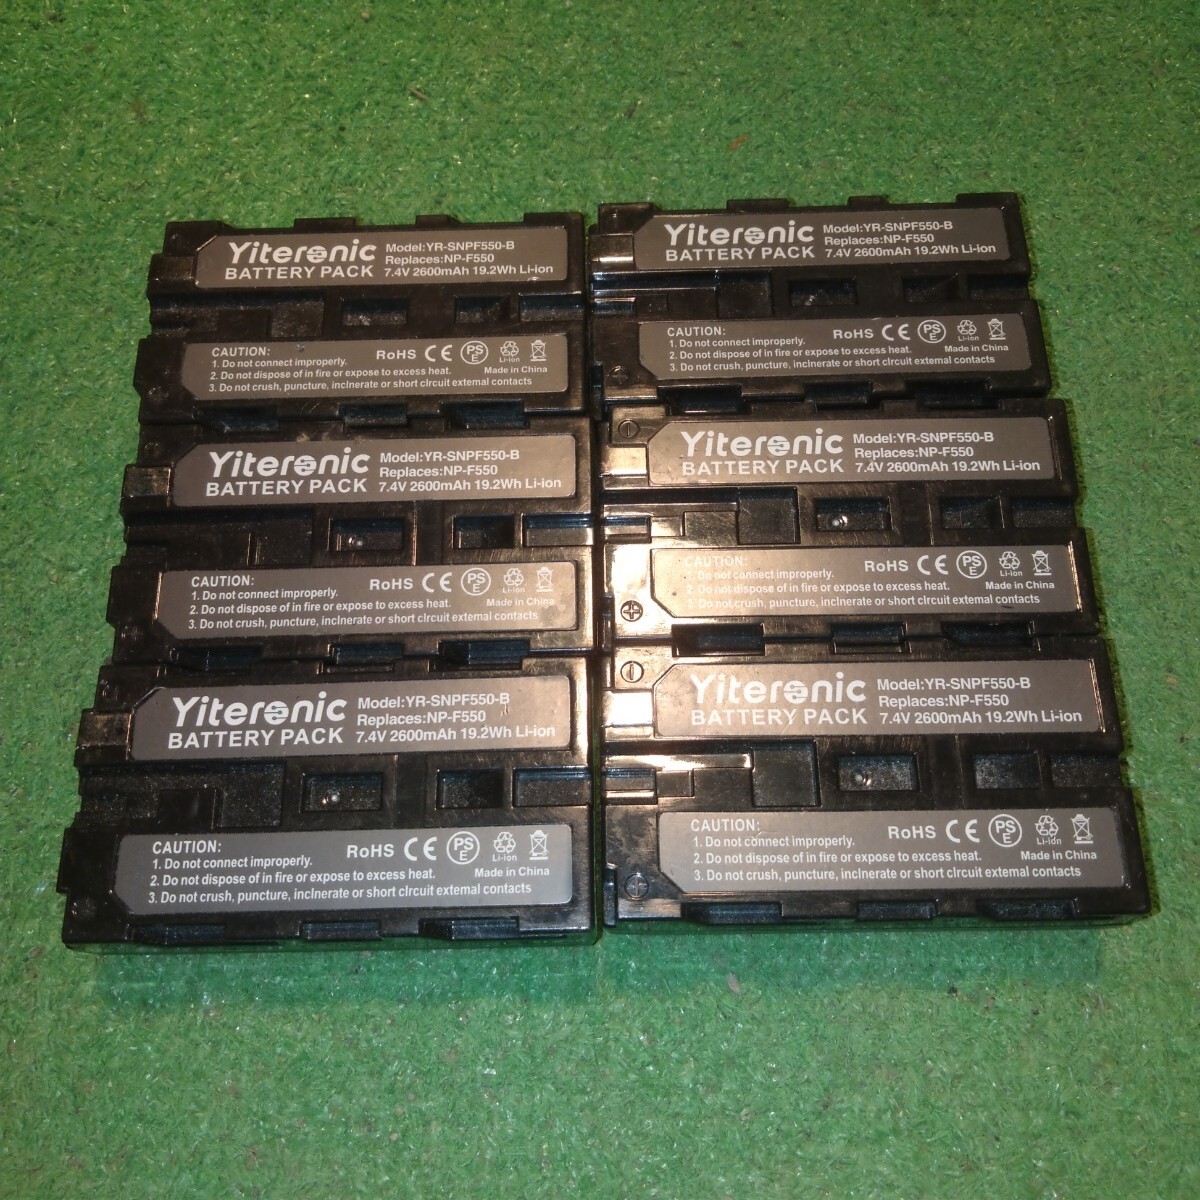 Yiteronic
BATTERY PACK
Model:YR-SNPF550-B
Replaces:NP-F550
7.4V 2600mAh 19.2Wh Li-ion
CAUTION:
1. Do not connect improperly.
2. Do not dispose of in fire or expose to excess heat.
3. Do not crush, puncture, inclnerate or short clrcuit external contacts
RoHS CE PSE Li-ion
Made in China
Yiteronic
BATTERY PACK
Model:YR-SNPF550-B
Replaces:NP-F550
7.4V 2600mAh 19.2Wh Li-ion
CAUTION:
1. Do not connect improperly.
2. Do not dispose of in fire or expose to excess heat.
3. Do not crush, puncture, inclnerate or short clrcuit external contacts
RoHS CE PSE Li-ion
Made in China
Yiteronic
BATTERY PACK
Model:YR-SNPF550-B
Replaces:NP-F550
7.4V 2600mAh 19.2Wh Li-ion
CAUTION:
1. Do not connect improperly.
2. Do not dispose of in fire or expose to excess heat.
3. Do not crush, puncture, inclnerate or short clrcuit external contacts
RoHS CE PSE Li-ion
Made in China
Yiteronic
BATTERY PACK
Model:YR-SNPF550-B
Replaces:NP-F550
7.4V 2600mAh 19.2Wh Li-ion
CAUTION:
1. Do not connect improperly.
2. Do not dispose of in fire or expose to excess heat.
3. Do not crush, puncture, inclnerate or short clrcuit external contacts
RoHS CE PSE Li-ion
Made in China
Yiteronic
BATTERY PACK
Model:YR-SNPF550-B
Replaces:NP-F550
7.4V 2600mAh 19.2Wh Li-ion
CAUTION:
1. Do not connect improperly.
2. Do not dispose of in fire or expose to excess heat.
3. Do not crush, puncture, inclnerate or short clrcuit external contacts
RoHS CE PSE Li-ion
Made in China
Yiteronic
BATTERY PACK
Model:YR-SNPF550-B
Replaces:NP-F550
7.4V 2600mAh 19.2Wh Li-ion
CAUTION:
1. Do not connect improperly.
2. Do not dispose of in fire or expose to excess heat.
3. Do not crush, puncture, inclnerate or short clrcuit external contacts
RoHS CE PSE Li-ion
Made in China